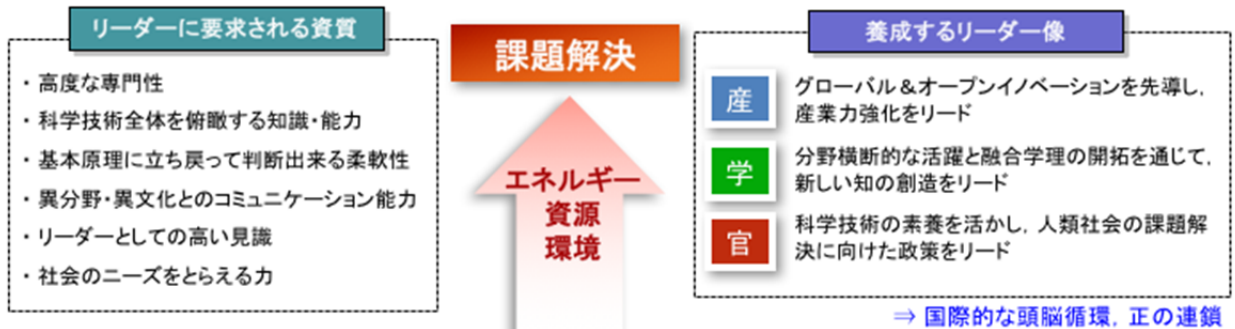 リーダーに要求される資質
・高度な専門性
・科学技術全体を俯瞰する知識・能力
・基本原理に立ち戻って判断出来る柔軟性
・異分野・異文化とのコミュニケーション能力
・リーダーとしての高い見識
・社会のニーズをとらえる力
課題解決
エネルギー
資源
環境
養成するリーダー像
産
グローバル&オープンイノベーションを先導し,
産業力強化をリード
学
分野横断的な活躍と融合学理の開拓を通じて,
新しい知の創造をリード
官
科学技術の素養を活かし, 人類社会の課題解
決に向けた政策をリード
⇒ 国際的な頭脳循環, 正の連鎖